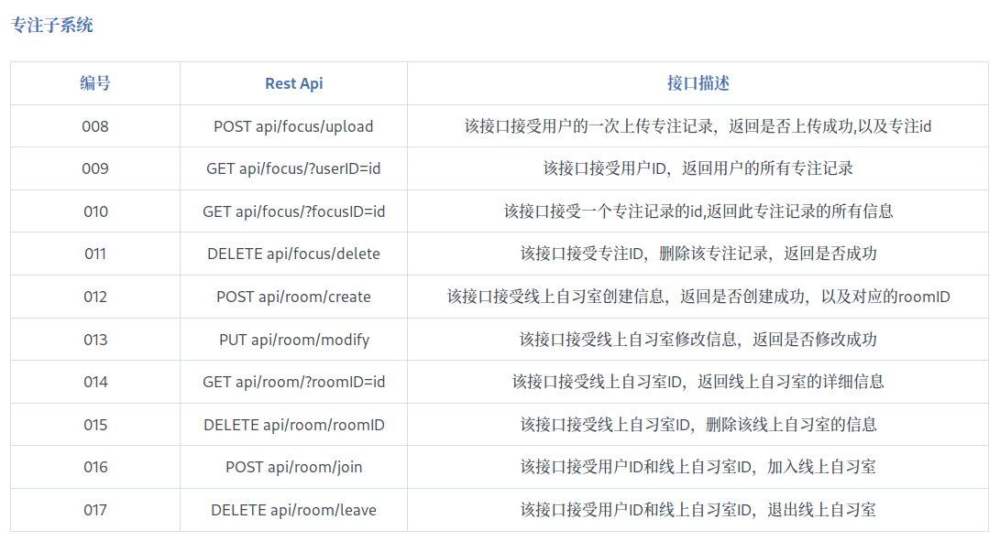 专注子系统
编号 Rest Api 接口描述
008 POST api/focus/upload 该接口接受用户的一次上传专注记录，返回是否上传成功,以及专注id
009 GET api/focus/?userID=id 该接口接受用户ID，返回用户的所有专注记录
010 GET api/focus/?focusID=id 该接口接受一个专注记录的id,返回此专注记录的所有信息
011 DELETE api/focus/delete 该接口接受专注ID，删除该专注记录，返回是否成功
012 POST api/room/create 该接口接受线上自习室创建信息，返回是否创建成功，以及对应的roomID
013 PUT api/room/modify 该接口接受线上自习室修改信息，返回是否修改成功
014 GET api/room/?roomID=id 该接口接受线上自习室ID，返回线上自习室的详细信息
015 DELETE api/room/roomID 该接口接受线上自习室ID，删除该线上自习室的信息
016 POST api/room/join 该接口接受用户ID和线上自习室ID，加入线上自习室
017 DELETE api/room/leave 该接口接受用户ID和线上自习室ID，退出线上自习室